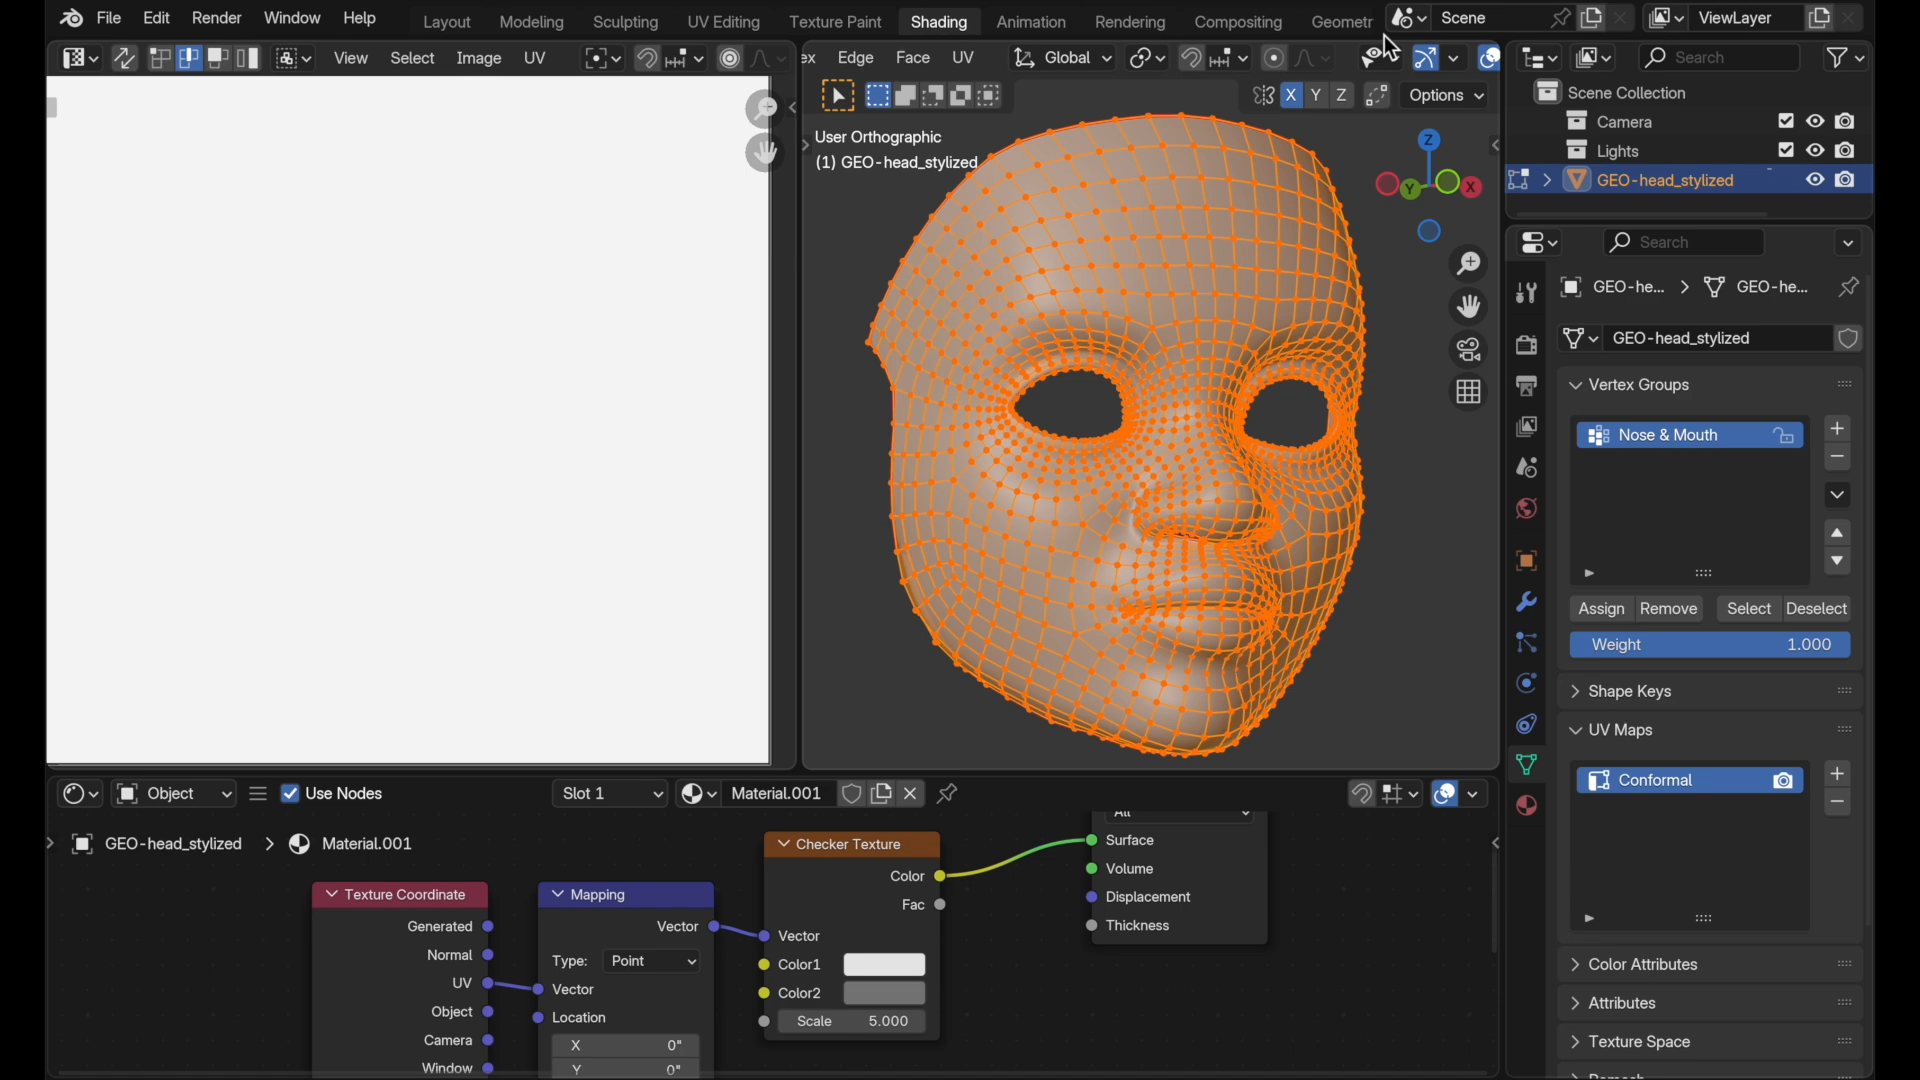 File Edit Render Window Help
Layout Modeling Sculpting UV Editing Texture Paint Shading Animation Rendering Compositing Geometr
Scene
ViewLayer
View Select Image UV
ex Edge Face UV
Global
Search
X Y Z
Options
User Orthographic
(1) GEO-head_stylized
Z
Y
X
Scene Collection
Camera
Lights
GEO-head_stylized
Search
GEO-he... GEO-he...
GEO-head_stylized
Vertex Groups
Nose & Mouth
Assign Remove Select Deselect
Weight 1.000
Shape Keys
UV Maps
Conformal
Color Attributes
Attributes
Texture Space
Object
Use Nodes
Slot 1
Material.001
GEO-head_stylized
Material.001
Texture Coordinate
Generated
Normal
UV
Object
Camera
Window
Mapping
Vector
Type: Point
Vector
Location
X 0"
Y 0"
Checker Texture
Color
Fac
Vector
Color1
Color2
Scale 5.000
All
Surface
Volume
Displacement
Thickness